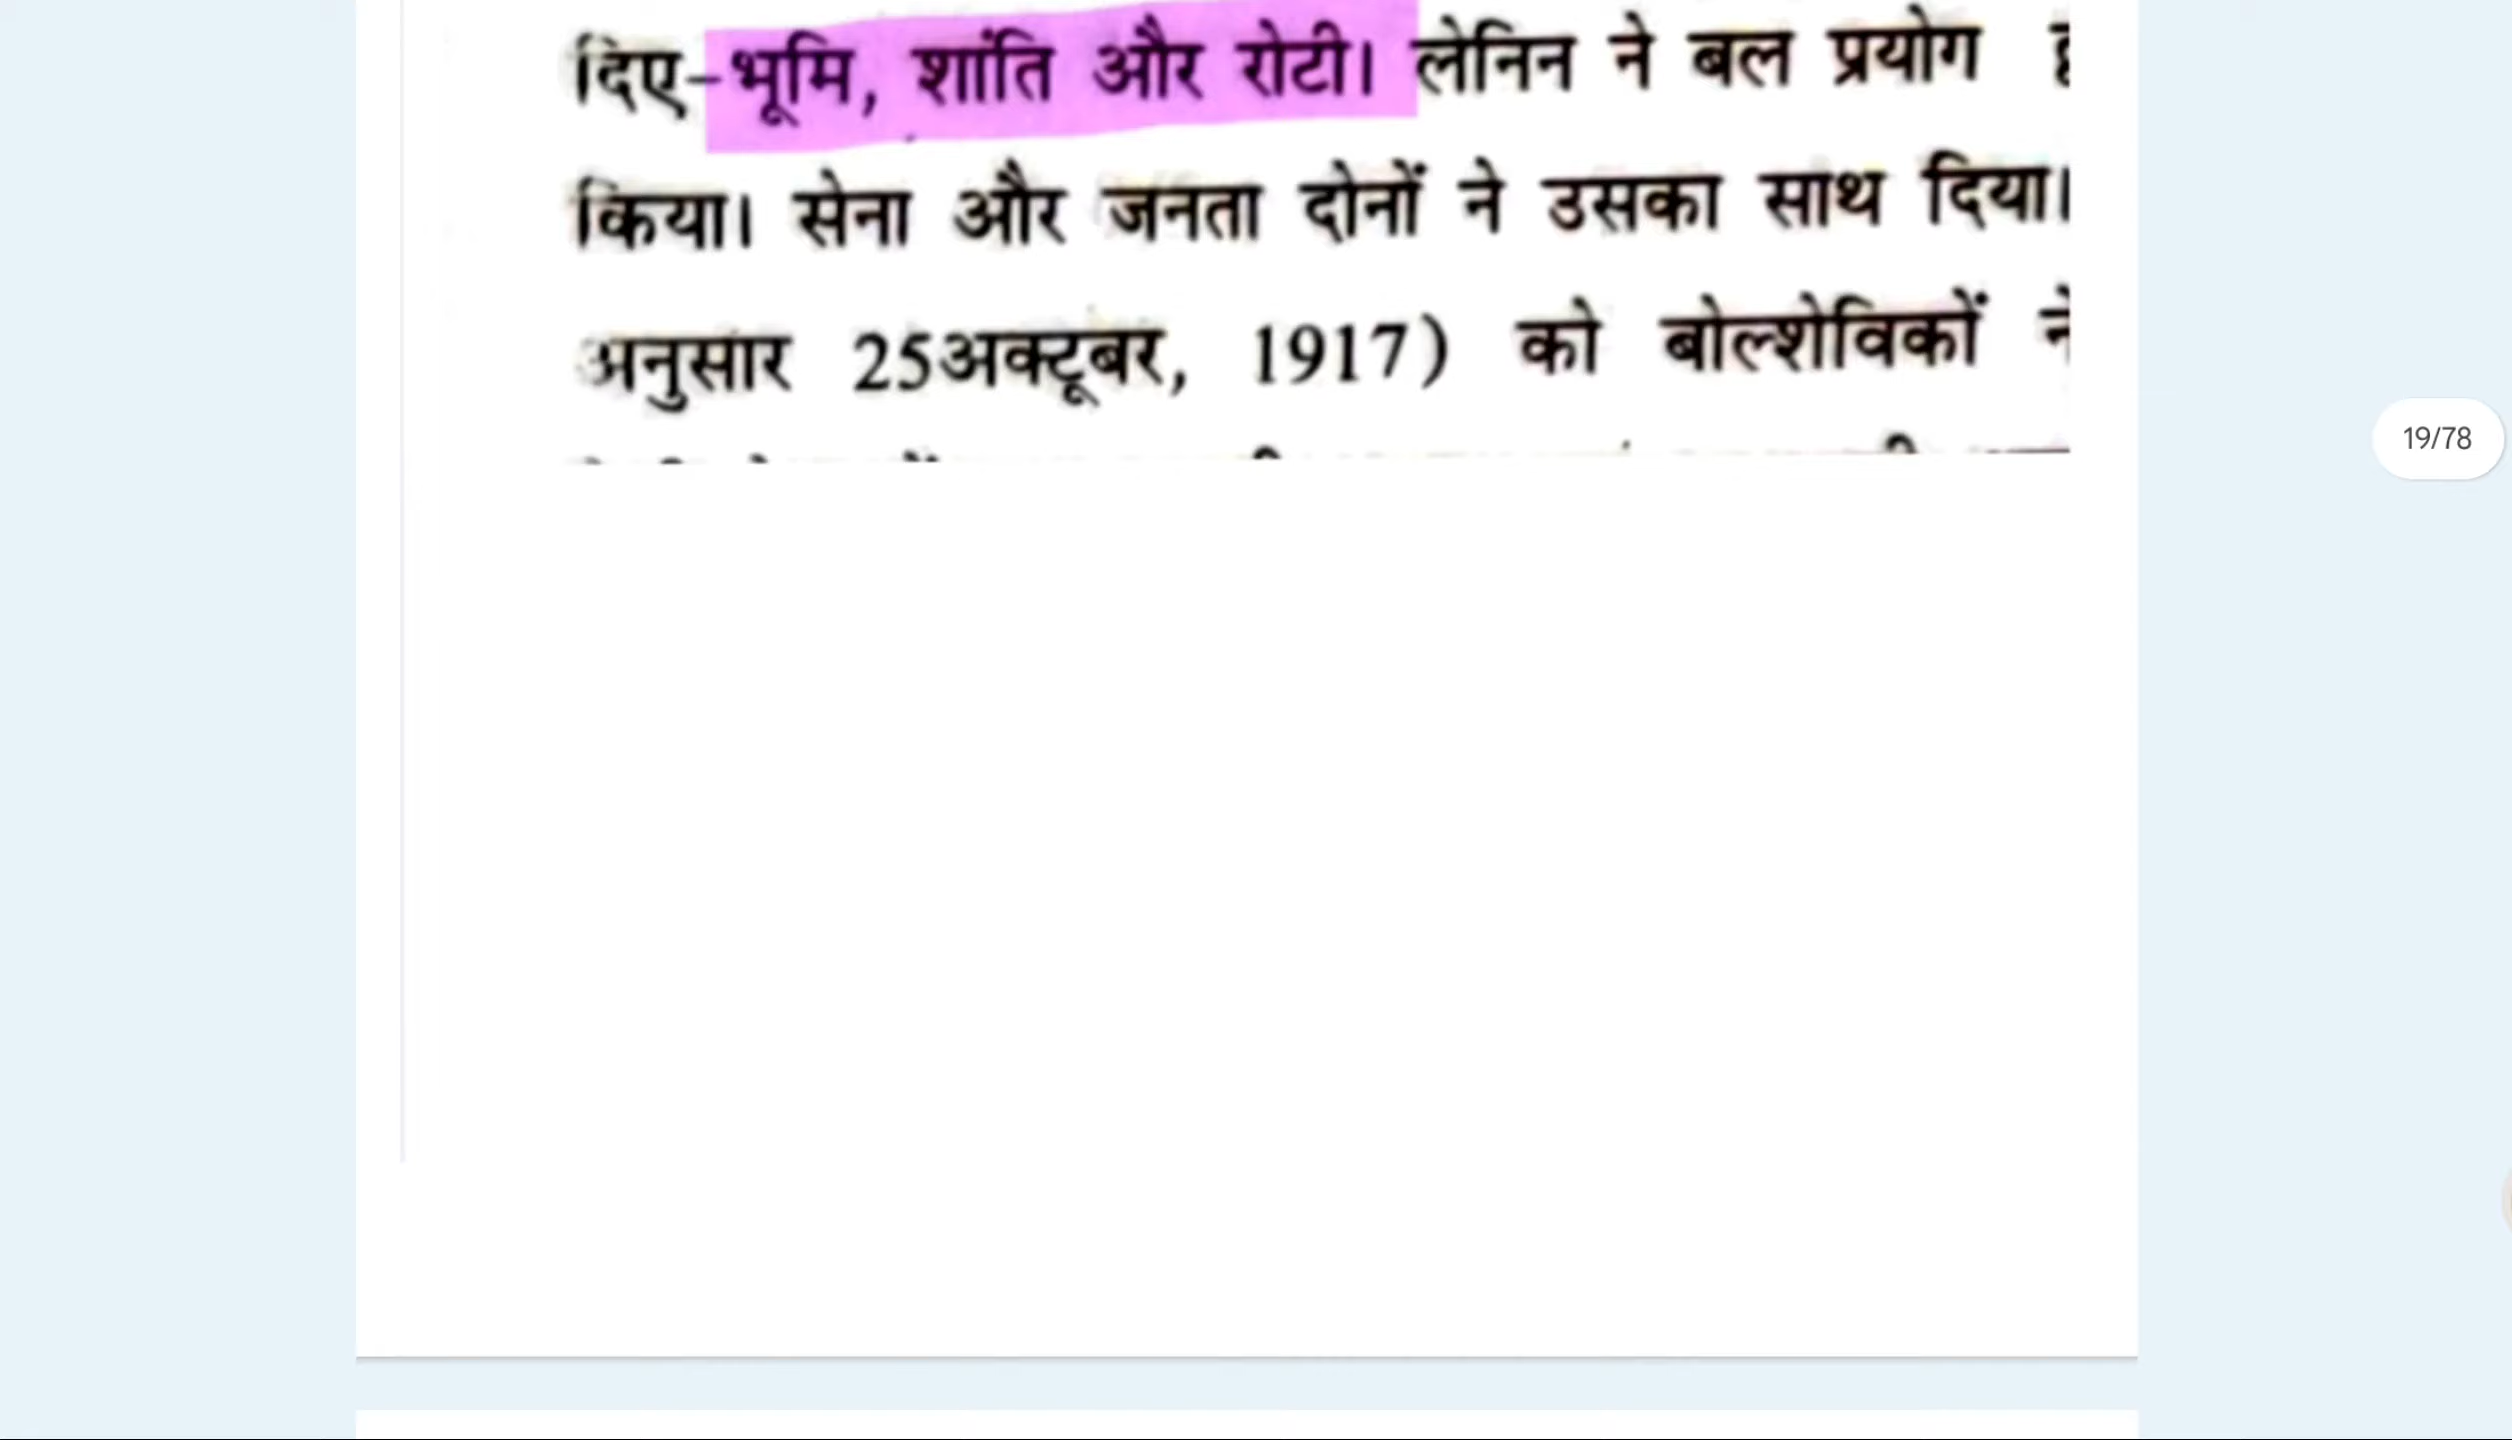 दिए-भूमि, शांति और रोटी। लेनिन ने बल प्रयोग
किया। सेना और जनता दोनों ने उसका साथ दिया।
अनुसार 25अक्टूबर, 1917) को बोल्शेविकों ने
19/78